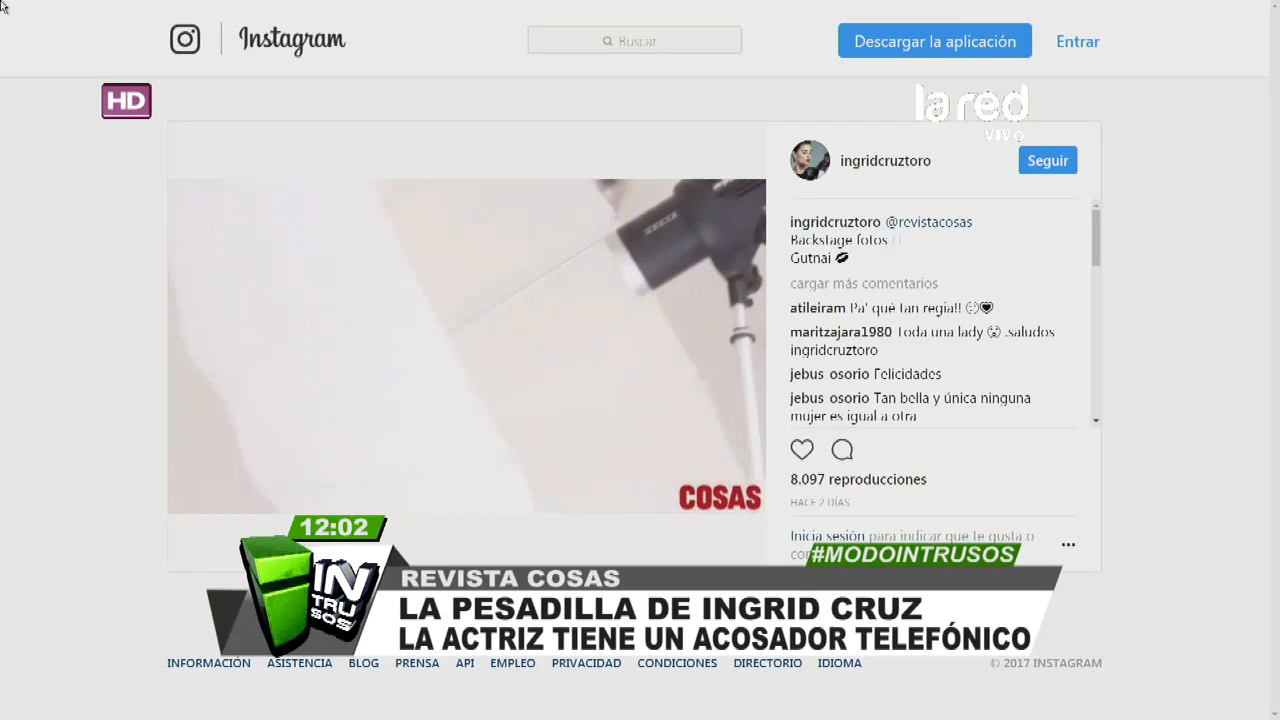 Instagram
Buscar
Descargar la aplicación
Entrar
HD
la red
VIVO
ingridcruztoro
Seguir
ingridcruztoro @revistacosas
Backstage fotos
Gutnai 💋
cargar más comentarios
atileiram Pa' qué tan regia!!
maritzajara1980 Toda una lady .saludos
ingridcruztoro
jebus_osorio Felicidades
jebus_osorio Tan bella y única ninguna
mujer es igual a otra
8.097 reproducciones
HACE 2 DÍAS
Inicia sesión para indicar que te gusta o
COSAS
12:02
INTRUSOS
#MODOINTRUSOS
REVISTA COSAS
LA PESADILLA DE INGRID CRUZ
LA ACTRIZ TIENE UN ACOSADOR TELEFÓNICO
INFORMACIÓN ASISTENCIA BLOG PRENSA API EMPLEO PRIVACIDAD CONDICIONES DIRECTORIO IDIOMA © 2017 INSTAGRAM